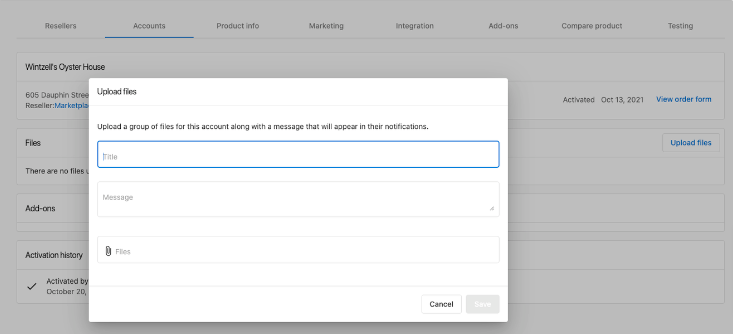 Resellers Accounts Product info Marketing Integration Add-ons Compare product Testing
Wintzell's Oyster House
605 Dauphin Stree
Reseller:Marketpla
Activated Oct 13, 2021 View order form
Upload files
Upload a group of files for this account along with a message that will appear in their notifications.
Title
Message
Files
Cancel Save
Files
Upload files
There are no files u
Add-ons
Activation history
Activated by
October 20,